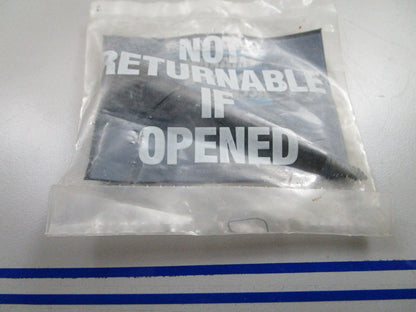 NOT
RETURNABLE
IF
OPENED